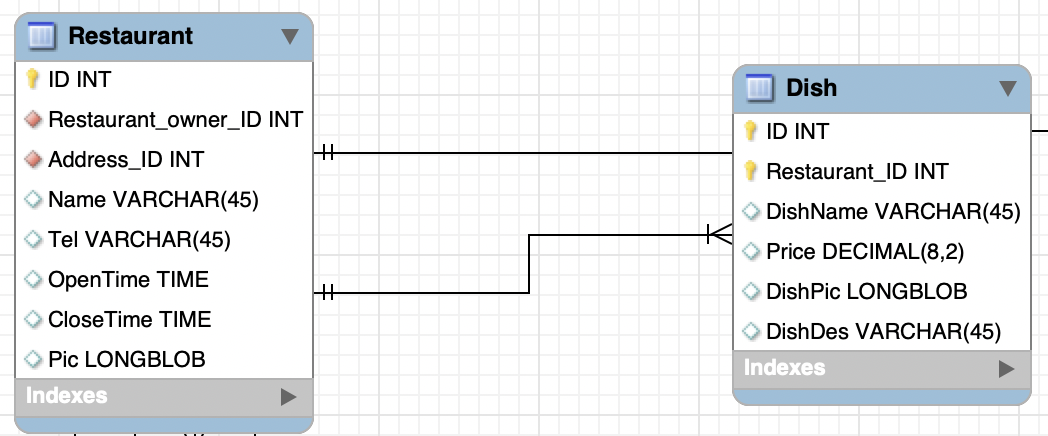 Restaurant
ID INT
Restaurant_owner_ID INT
Address_ID INT
Name VARCHAR(45)
Tel VARCHAR(45)
OpenTime TIME
CloseTime TIME
Pic LONGBLOB
Indexes
Dish
ID INT
Restaurant_ID INT
DishName VARCHAR(45)
Price DECIMAL(8,2)
DishPic LONGBLOB
DishDes VARCHAR(45)
Indexes